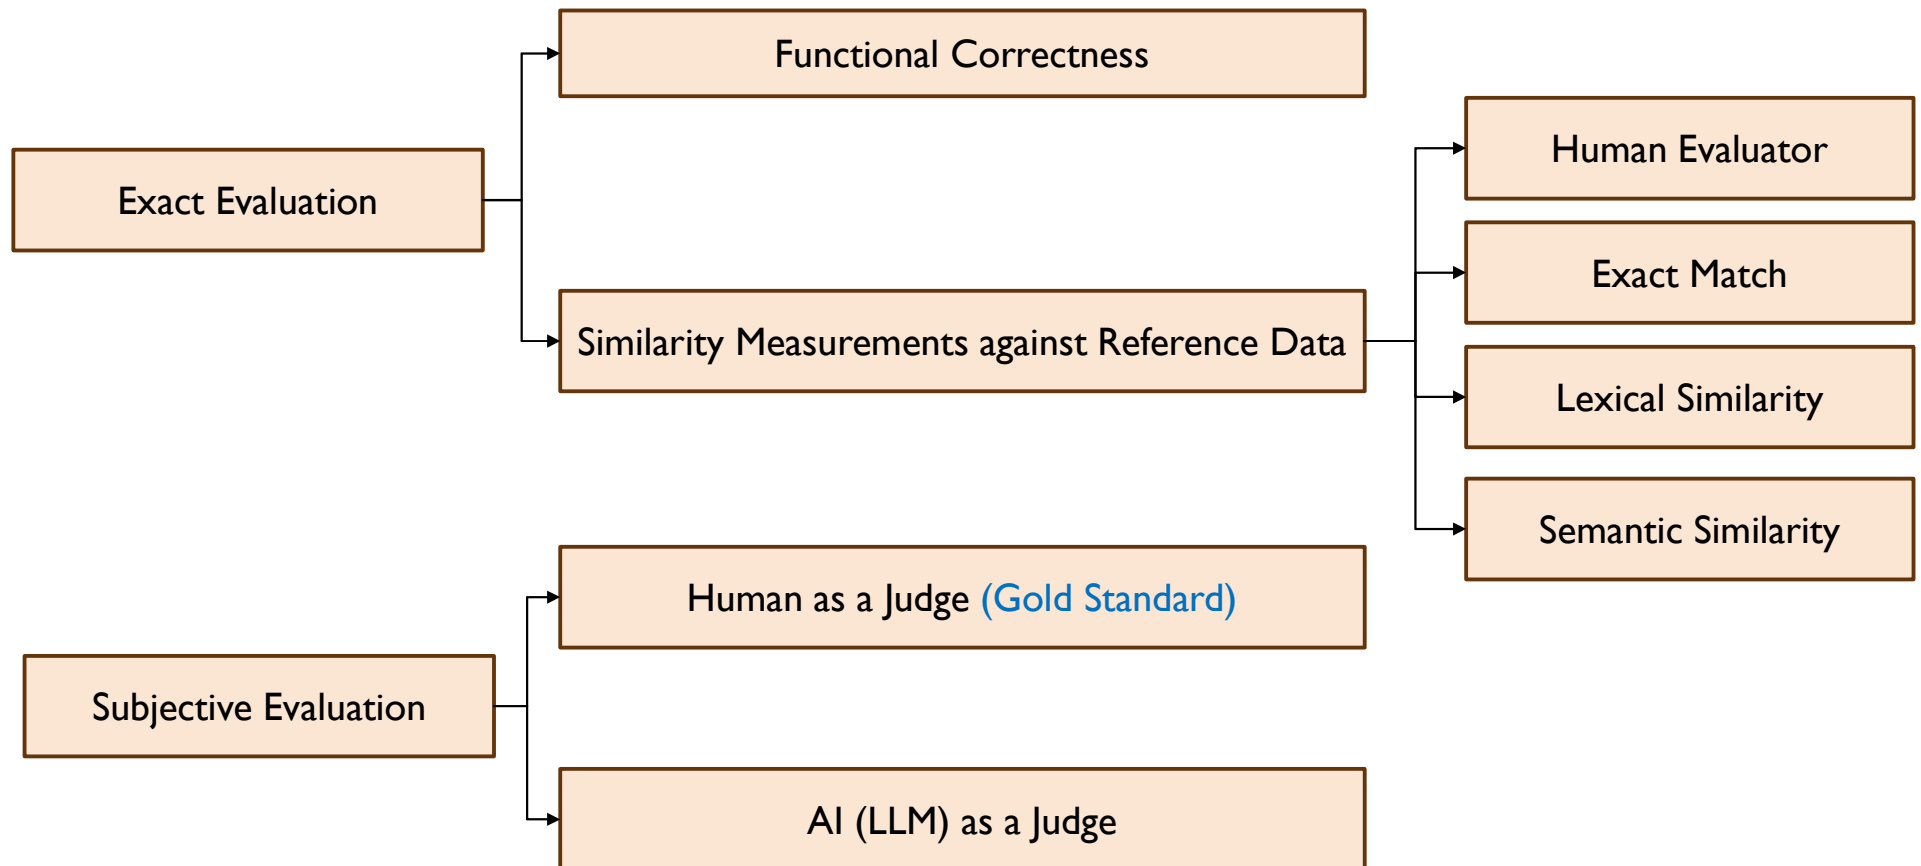 Functional Correctness
Exact Evaluation
Similarity Measurements against Reference Data
Human Evaluator
Exact Match
Lexical Similarity
Semantic Similarity
Human as a Judge (Gold Standard)
Subjective Evaluation
AI (LLM) as a Judge